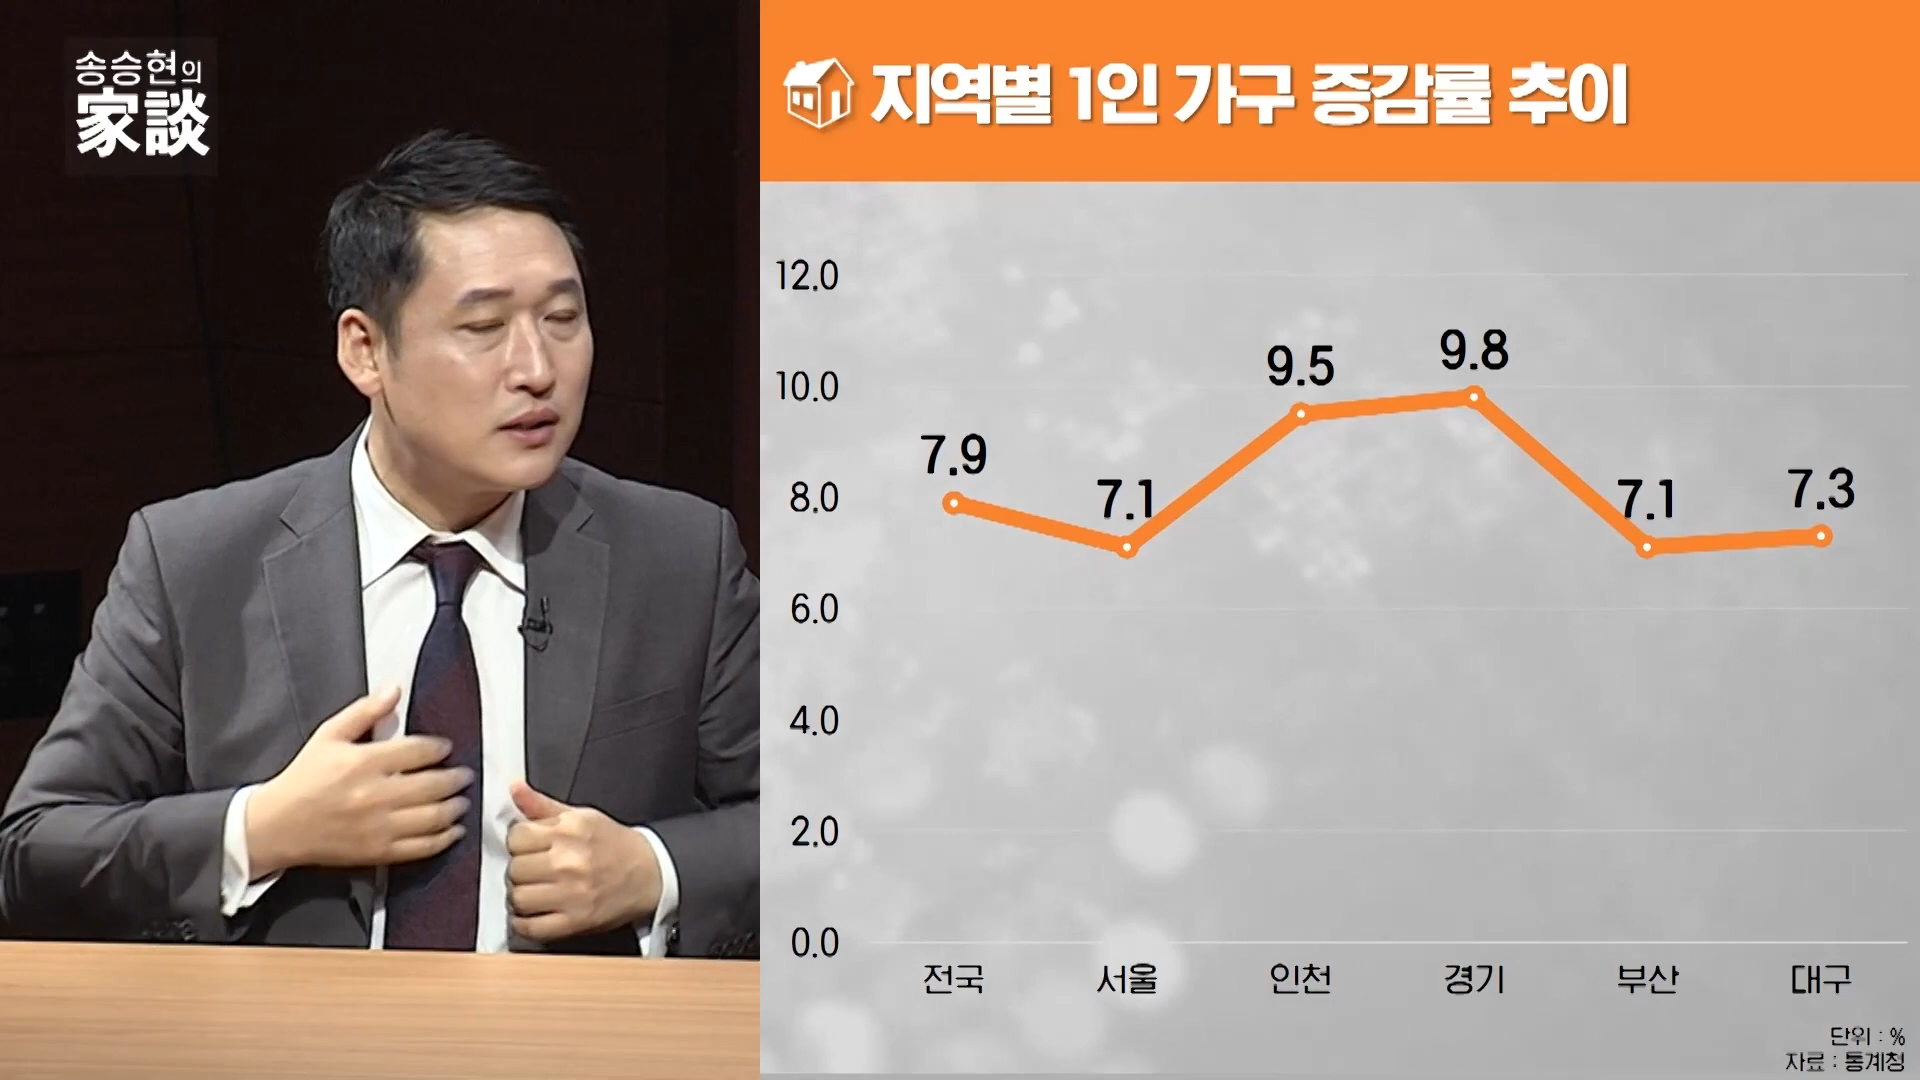 송승현의
家談
지역별 1인 가구 증감률 추이
12.0
10.0
8.0
6.0
4.0
2.0
0.0
7.9
7.1
9.5
9.8
7.1
7.3
전국 서울 인천 경기 부산 대구
단위 : %
자료 : 통계청